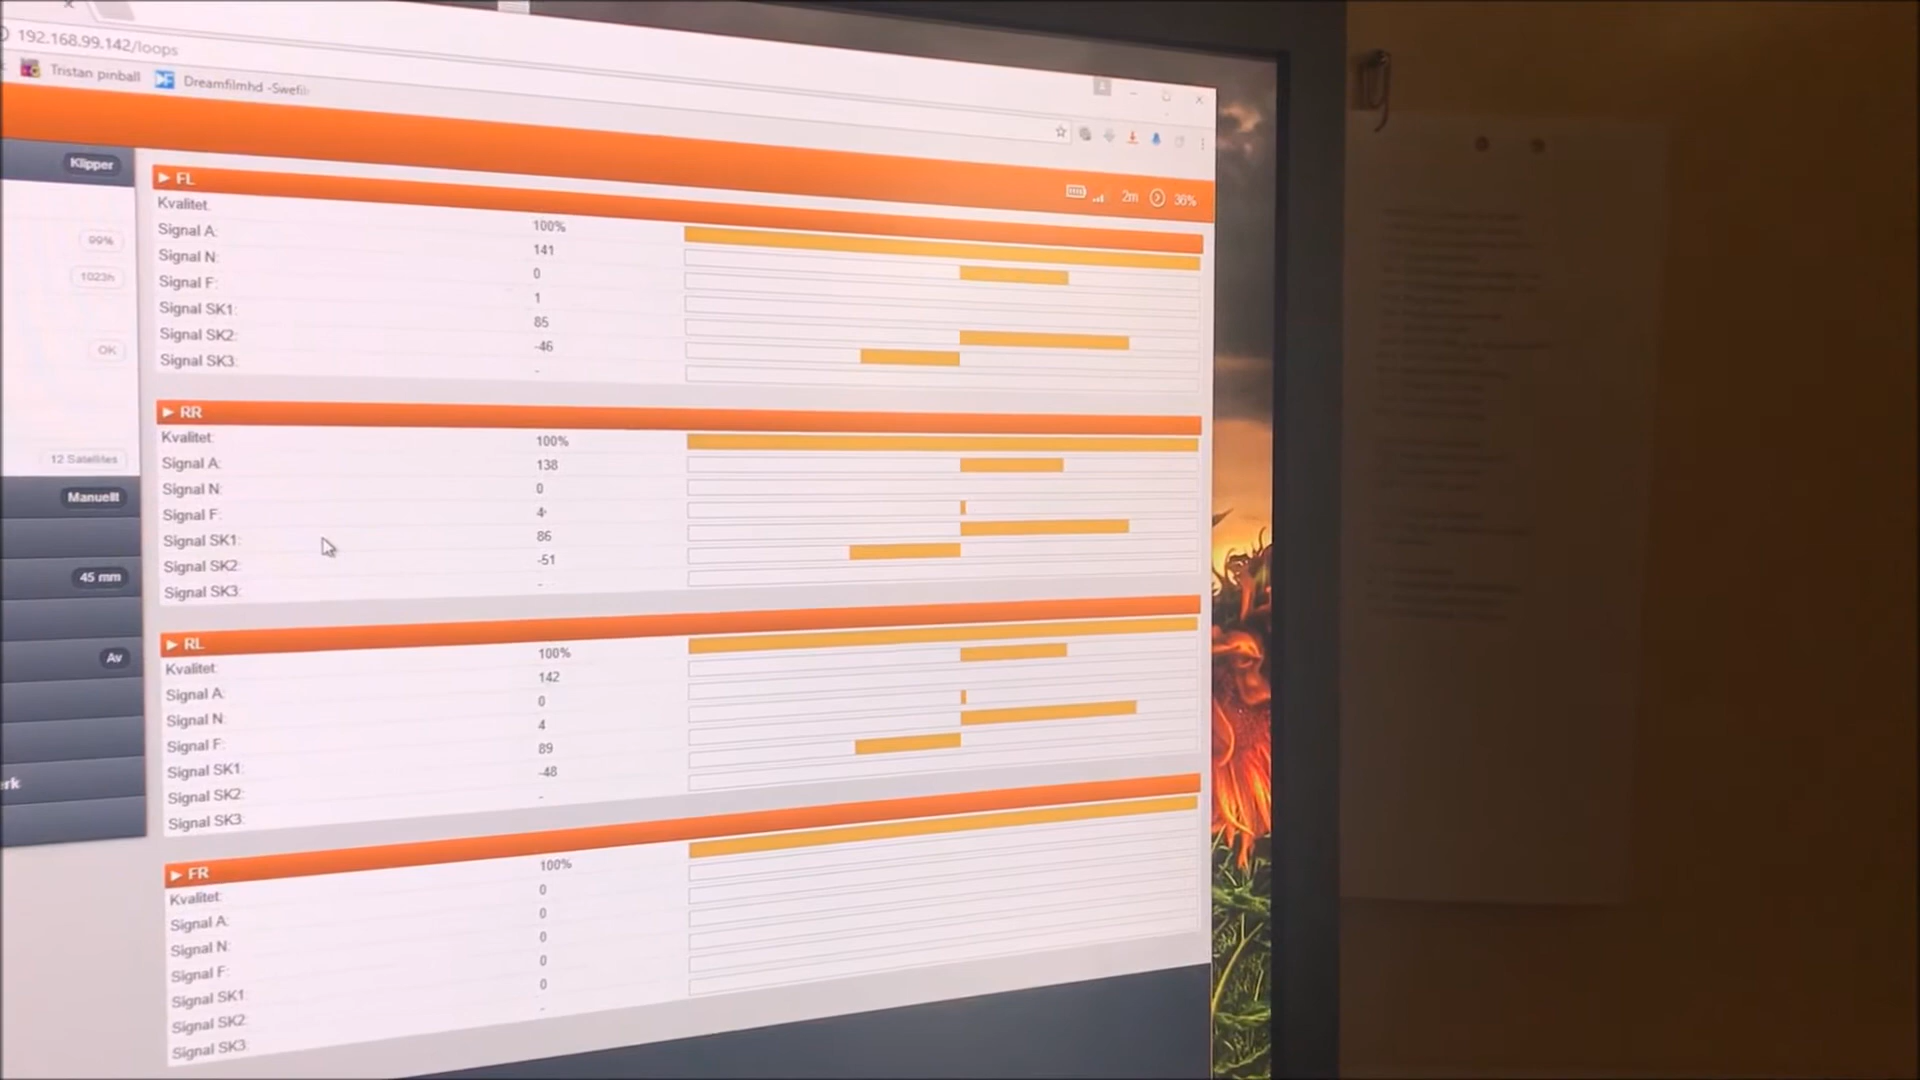 192.168.99.142/loops
Tristan pinball
Dreamfilmhd -Swefil
Klipper
99%
1023h
OK
12 Satellites
Manuellt
45 mm
Av
erk
2m
36%
FL
Kvalitet: 100%
Signal A: 141
Signal N: 0
Signal F: 1
Signal SK1: 85
Signal SK2: -46
Signal SK3: -
RR
Kvalitet: 100%
Signal A: 138
Signal N: 0
Signal F: 4
Signal SK1: 86
Signal SK2: -51
Signal SK3: -
RL
Kvalitet: 100%
Signal A: 142
Signal N: 0
Signal F: 4
Signal SK1: 89
Signal SK2: -48
Signal SK3: -
FR
Kvalitet: 100%
Signal A: 0
Signal N: 0
Signal F: 0
Signal SK1: 0
Signal SK2: 0
Signal SK3: -